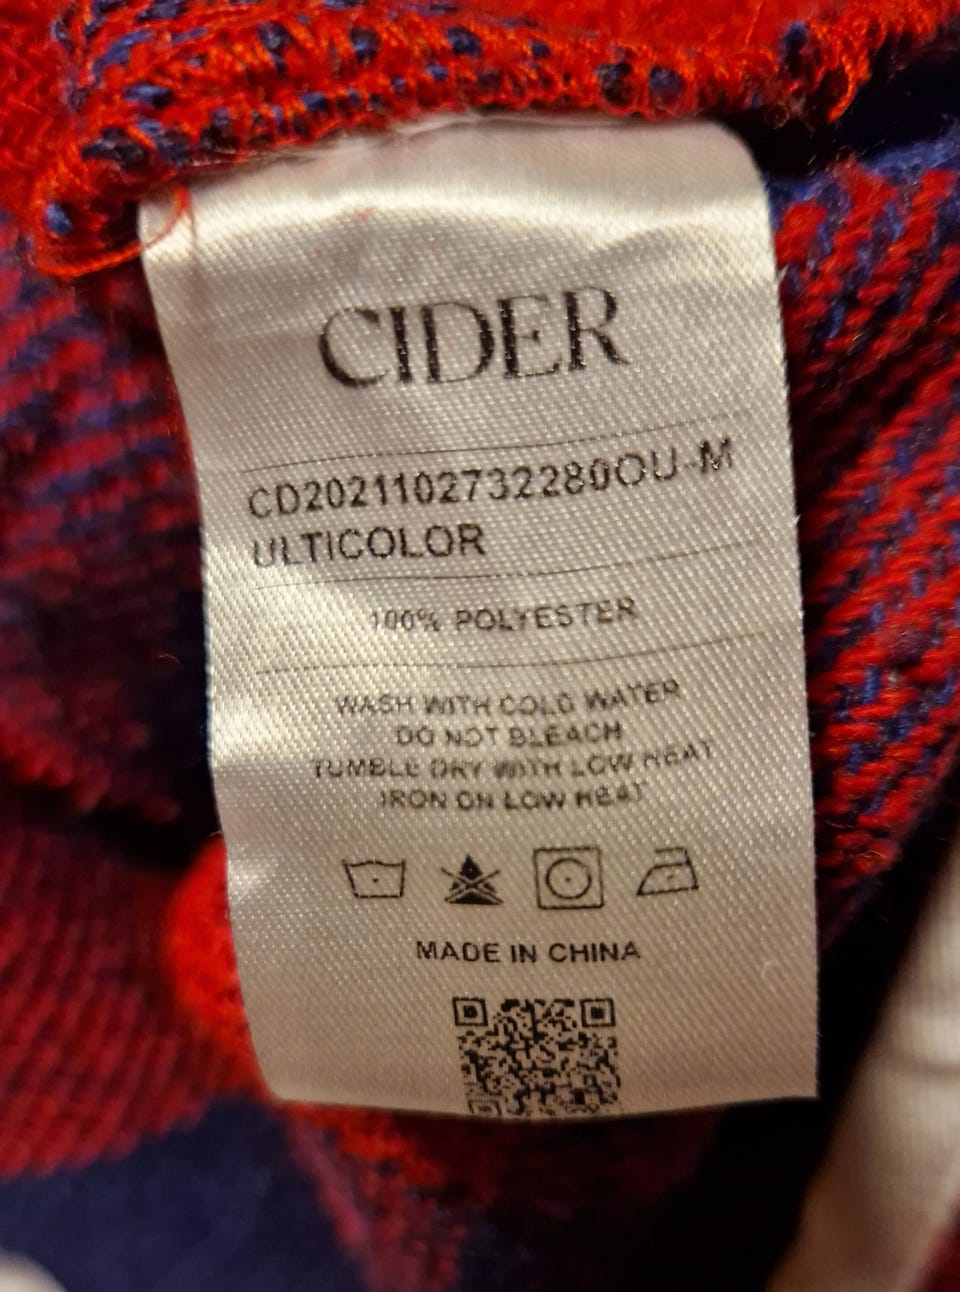 CIDER
CD2021102732280OU-M
ULTICOLOR
100% POLYESTER
WASH WITH COLD WATER
DO NOT BLEACH
TUMBLE DRY WITH LOW HEAT
IRON ON LOW HEAT
MADE IN CHINA